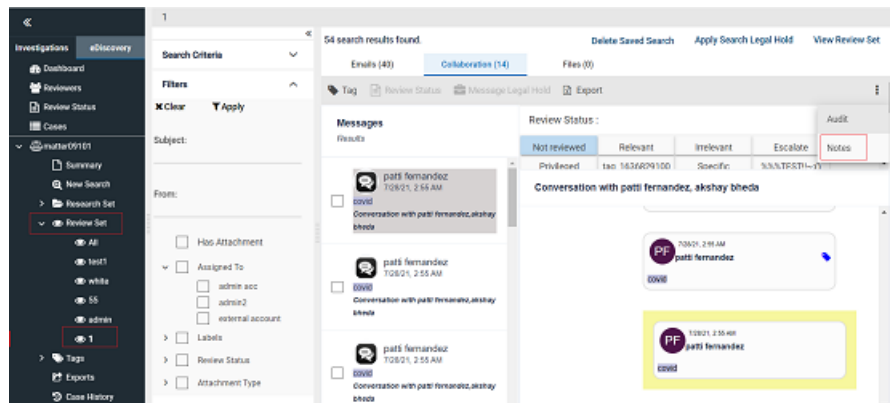 1
Investigations eDiscovery
Dashboard
Reviewers
Review Status
Cases
matter09101
Summary
New Search
Research Set
Review Set
All
test1
white
55
admin
1
Tags
Exports
Case History
Search Criteria
Filters
Clear Apply
Subject:
From:
Has Attachment
Assigned To
admin acc
admin2
external account
Labels
Review Status
Attachment Type
54 search results found.
Delete Saved Search Apply Search Legal Hold View Review Set
Emails (40) Collaboration (14) Files (0)
Tag Review Status Message Legal Hold Export
Audit
Notes
Messages
Results
patti fernandez
7/28/21, 2:55 AM
covid
Conversation with patti fernandez,akshay
bheda
patti fernandez
7/28/21, 2:55 AM
covid
Conversation with patti fernandez,akshay
bheda
patti fernandez
7/28/21, 2:55 AM
covid
Conversation with patti fernandez,akshay
bheda
Review Status :
Not reviewed Relevant Irrelevant Escalate
Privileged tag_1636829100 Specific
Conversation with patti fernandez, akshay bheda
PF
7/28/21, 2:55 AM
patti fernandez
covid
PF
7/28/21, 2:55 AM
patti fernandez
covid